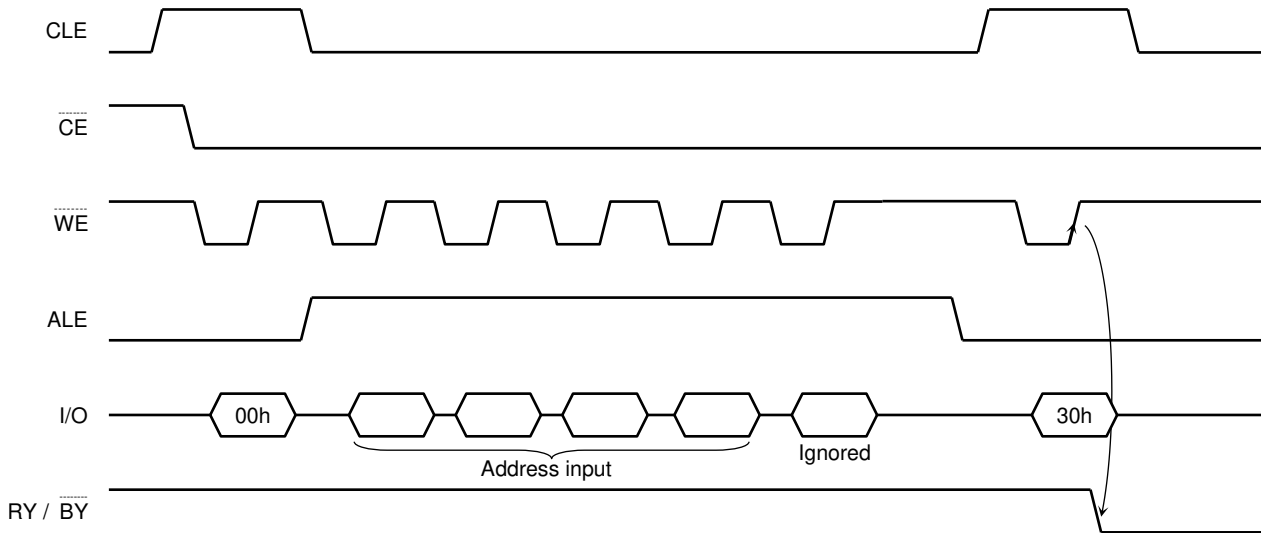 CLE
CE
WE
ALE
I/O 00h 30h
Address input Ignored
RY / BY